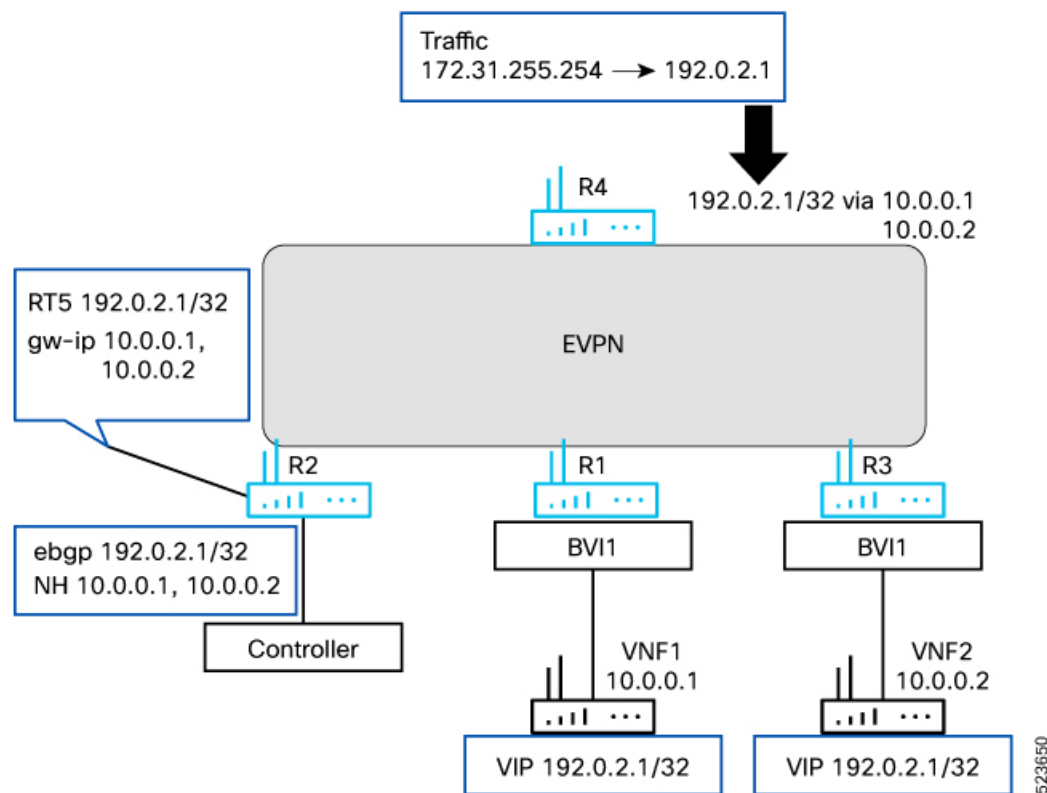 Traffic
172.31.255.254 → 192.0.2.1
R4
192.0.2.1/32 via 10.0.0.1
10.0.0.2
RT5 192.0.2.1/32
gw-ip 10.0.0.1,
10.0.0.2
EVPN
R2
R1
R3
ebgp 192.0.2.1/32
NH 10.0.0.1, 10.0.0.2
BVI1
BVI1
Controller
VNF1
10.0.0.1
VNF2
10.0.0.2
VIP 192.0.2.1/32
VIP 192.0.2.1/32
523650